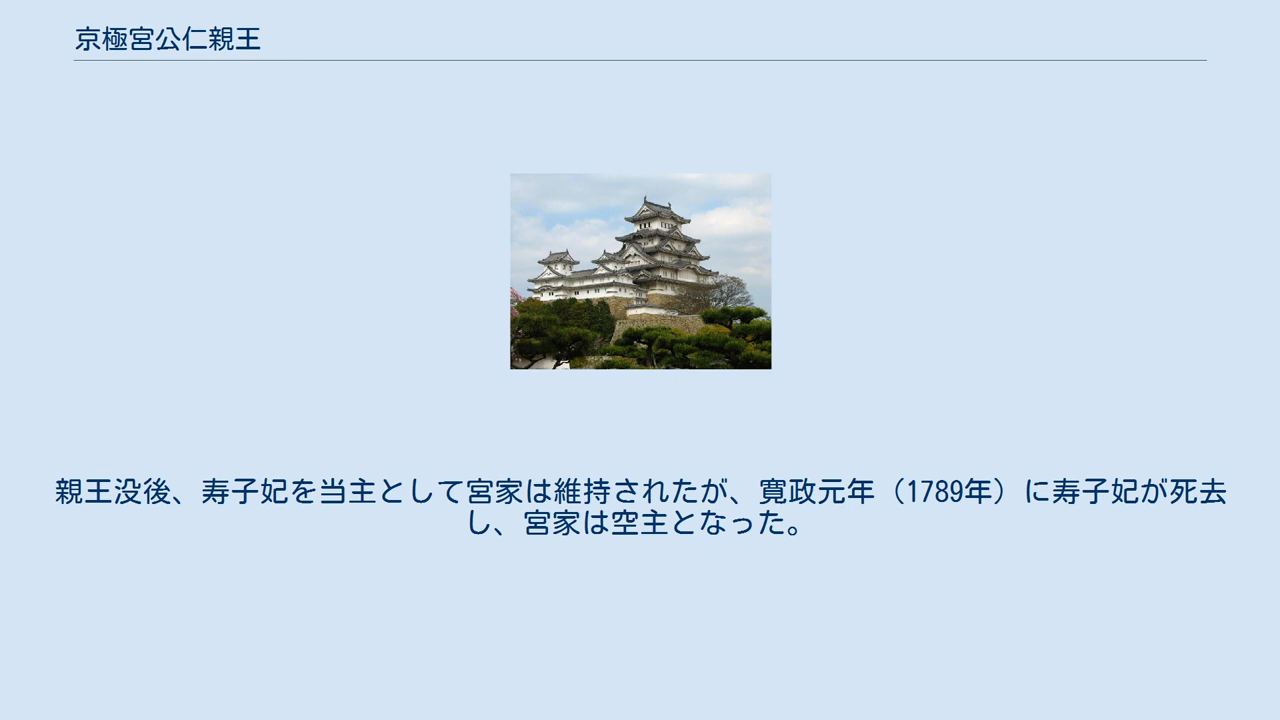 京極宮公仁親王
親王没後、寿子妃を当主として宮家は維持されたが、寛政元年（1789年）に寿子妃が死去
し、宮家は空主となった。